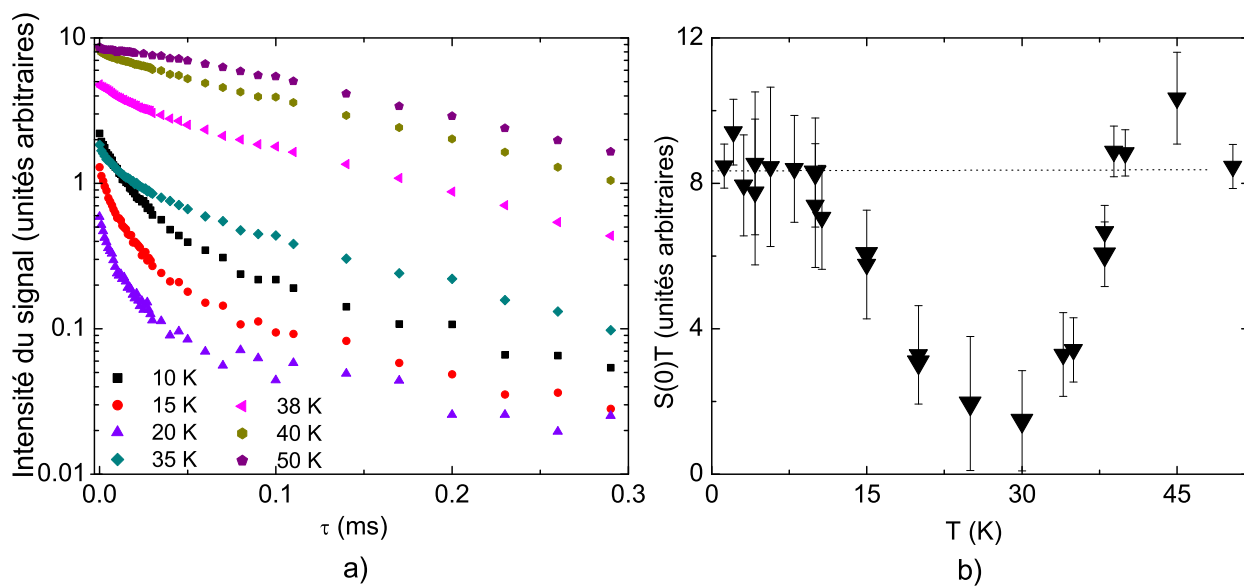 Intensité du signal (unités arbitraires)
10
1
0.1
0.01
10 K
15 K
20 K
35 K
38 K
40 K
50 K
0.0 0.1 0.2 0.3
τ (ms)
a)
S(0)T (unités arbitraires)
12
8
4
0
0 15 30 45
T (K)
b)